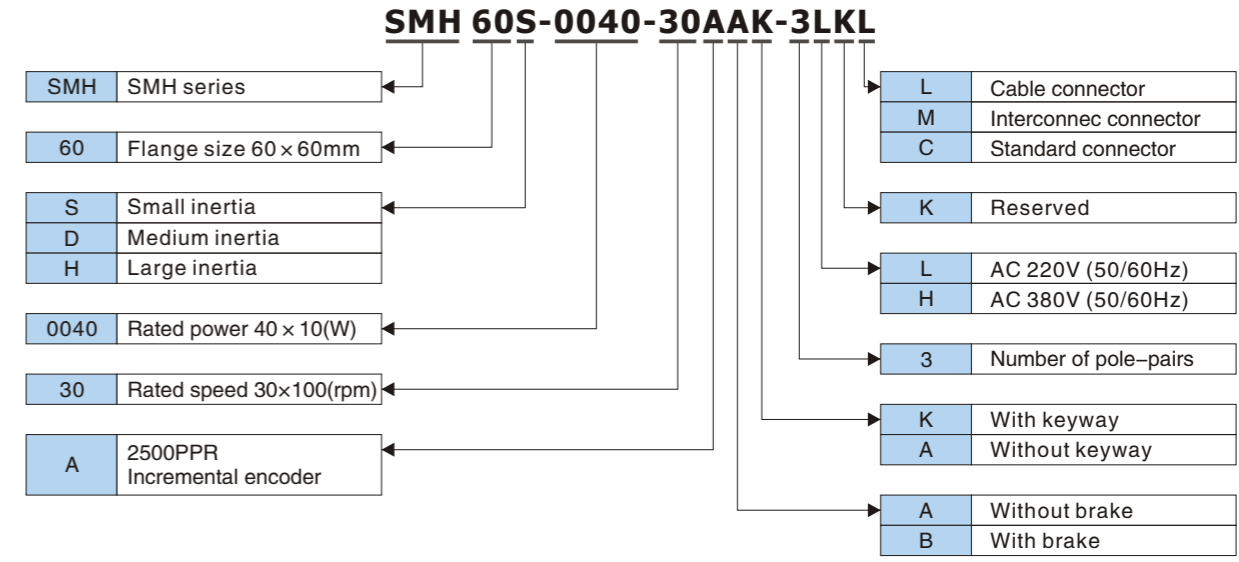 SMH 60S-0040-30AAK-3LKL
SMH SMH series
60 Flange size 60 × 60mm
S Small inertia
D Medium inertia
H Large inertia
0040 Rated power 40 × 10(W)
30 Rated speed 30×100(rpm)
A 2500PPR
Incremental encoder
L Cable connector
M Interconnec connector
C Standard connector
K Reserved
L AC 220V (50/60Hz)
H AC 380V (50/60Hz)
3 Number of pole–pairs
K With keyway
A Without keyway
A Without brake
B With brake